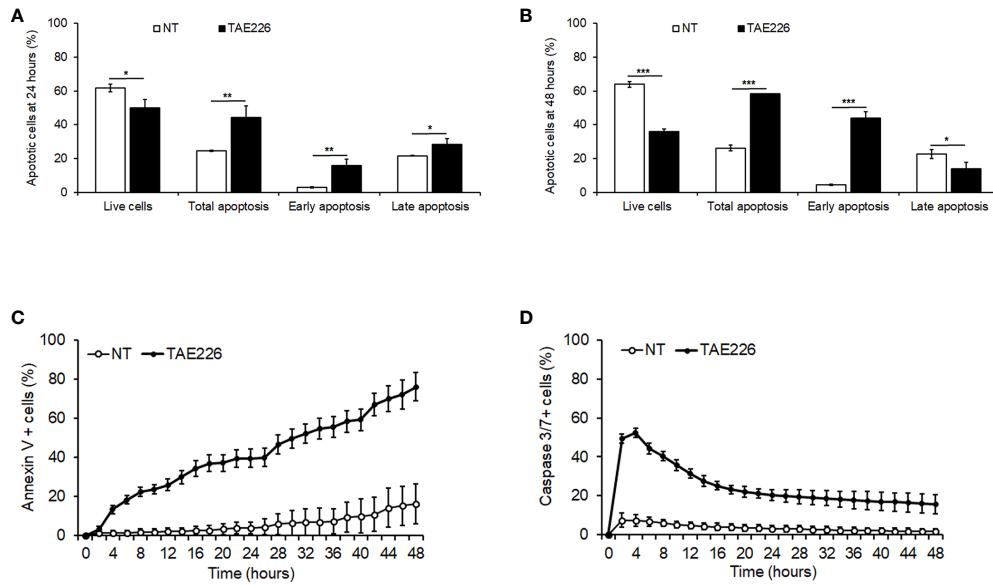 A
NT TAE226
Apototic cells at 24 hours (%)
100
80
60
40
20
0
* ** ** *
Live cells Total apoptosis Early apoptosis Late apoptosis
B
NT TAE226
Apoptotic cells at 48 hours (%)
100
80
60
40
20
0
*** *** *** *
Live cells Total apoptosis Early apoptosis Late apoptosis
C
NT TAE226
Annexin V + cells (%)
100
80
60
40
20
0
0 4 8 12 16 20 24 28 32 36 40 44 48
Time (hours)
D
NT TAE226
Caspase 3/7+ cells (%)
100
80
60
40
20
0
0 4 8 12 16 20 24 28 32 36 40 44 48
Time (hours)